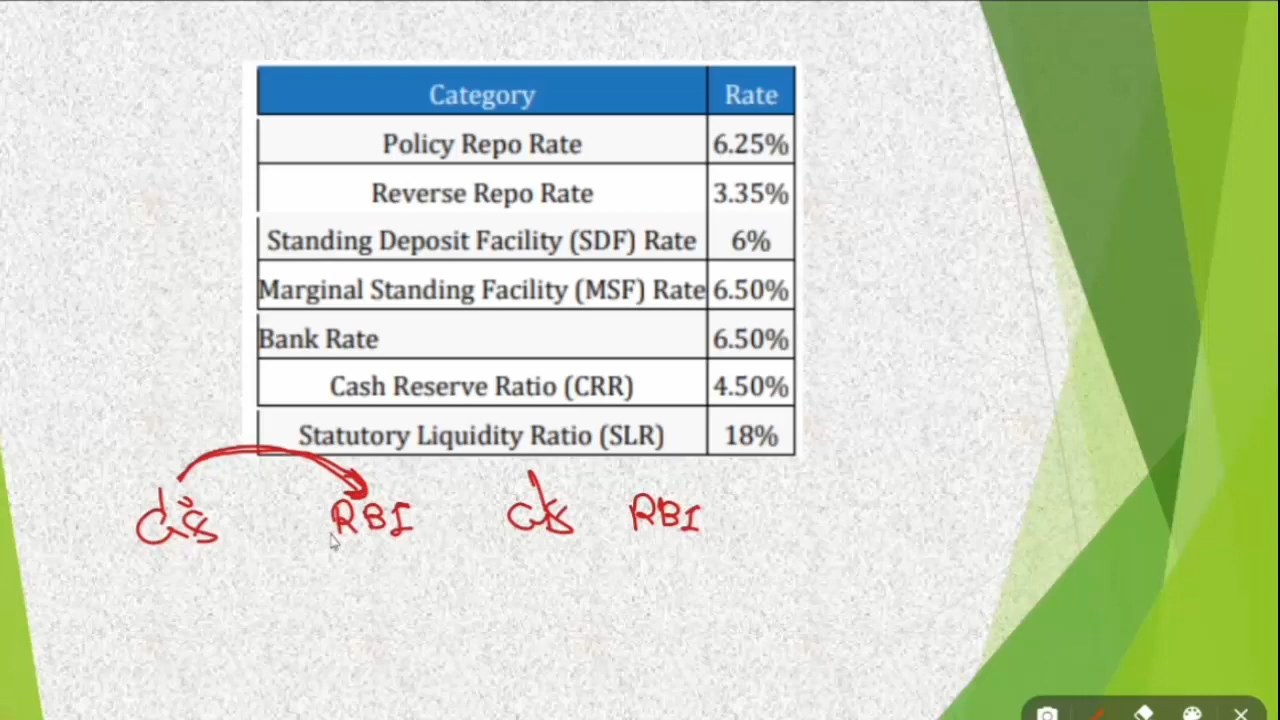 Category Rate
Policy Repo Rate 6.25%
Reverse Repo Rate 3.35%
Standing Deposit Facility (SDF) Rate 6%
Marginal Standing Facility (MSF) Rate 6.50%
Bank Rate 6.50%
Cash Reserve Ratio (CRR) 4.50%
Statutory Liquidity Ratio (SLR) 18%
RBI RBI